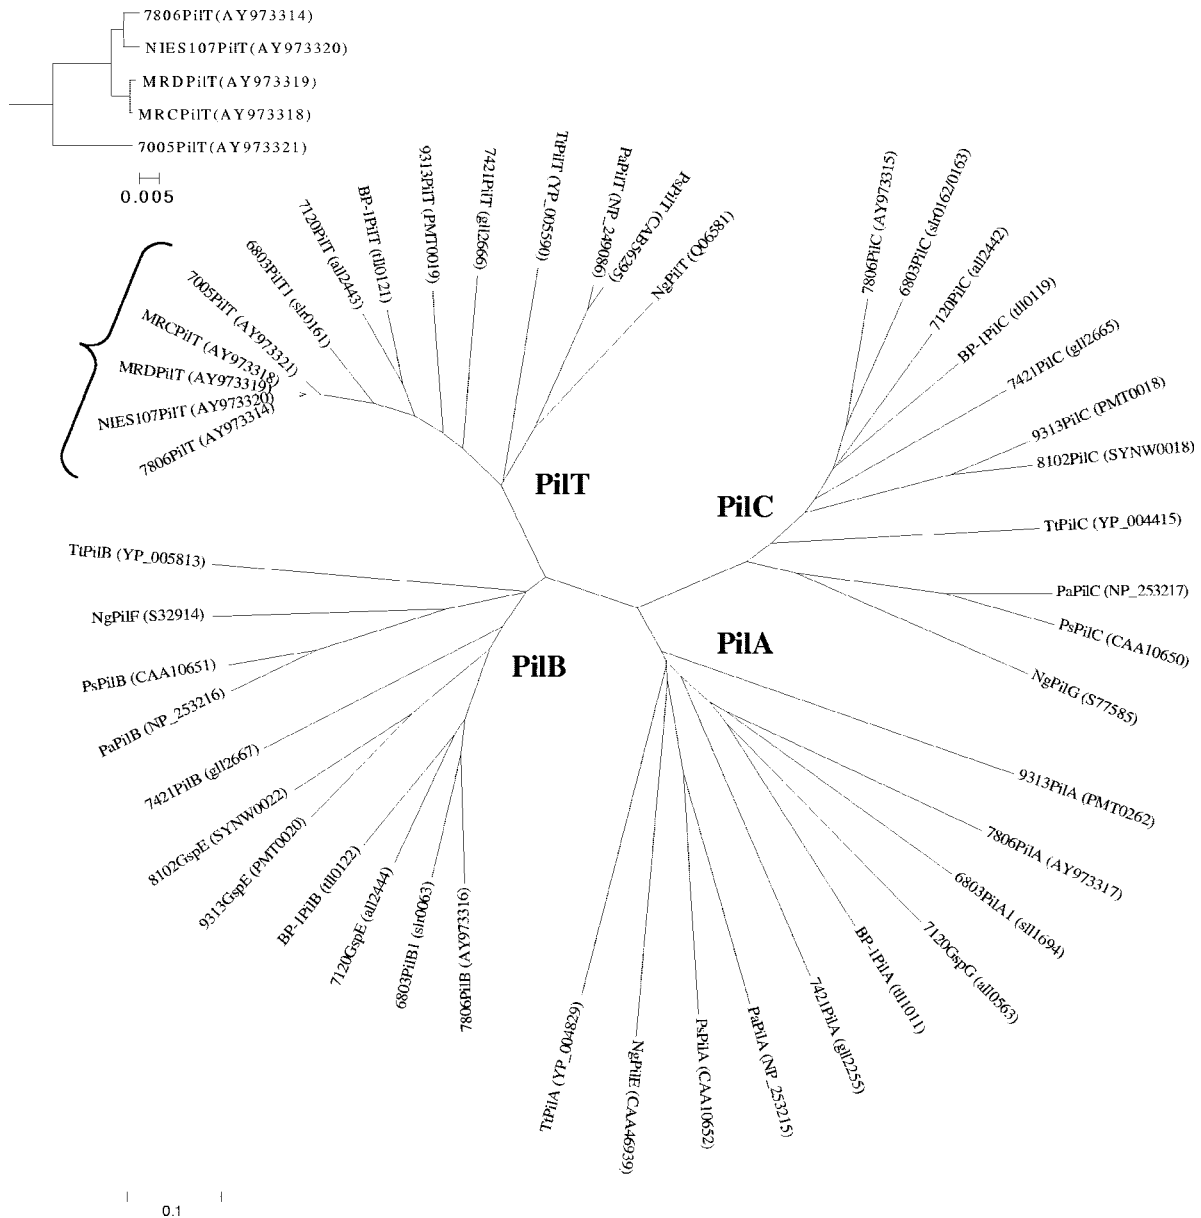 7806PilT(AY973314)
NIES107PilT(AY973320)
MRDPilT(AY973319)
MRCPilT(AY973318)
7005PilT(AY973321)
0.005
6803PilT1 (slr0161)
7120PilT (all2443)
BP-1PilT (tll0121)
9313PilT (PMT0019)
7421PilT (gll2666)
TtPilT (YP_005590)
PaPilT (NP_249086)
PsPilT (CAB56295)
NgPilT (Q06581)
7005PilT (AY973321)
MRCPilT (AY973318)
MRDPilT (AY973319)
NIES107PilT (AY973320)
7806PilT (AY973314)
PilT
7806PilC (AY973315)
6803PilC (slr0162/0163)
7120PilC (all2442)
BP-1PilC (tll0119)
7421PilC (gll2665)
9313PilC (PMT0018)
8102PilC (SYNW0018)
TtPilC (YP_004415)
PaPilC (NP_253217)
PsPilC (CAA10650)
NgPilG (S77585)
PilC
PilA
9313PilA (PMT0262)
7806PilA (AY973317)
6803PilA1 (sll1694)
7120GspG (all0563)
BP-1PilA (tll1011)
7421PilA (gll2255)
PaPilA (NP_253215)
PsPilA (CAA10652)
NgPilE (CAA46939)
TtPilA (YP_004829)
PilB
TtPilB (YP_005813)
NgPilF (S32914)
PsPilB (CAA10651)
PaPilB (NP_253216)
7421PilB (gll2667)
8102GspE (SYNW0022)
9313GspE (PMT0020)
BP-1PilB (tll0122)
7120GspE (all2444)
6803PilB1 (slr0063)
7806PilB (AY973316)
0.1